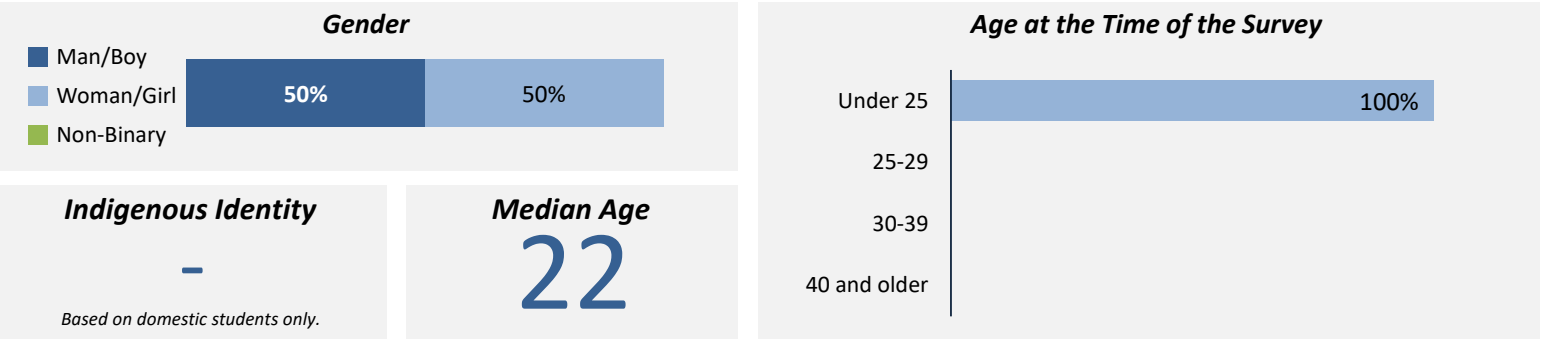 Gender
Man/Boy
Woman/Girl
Non-Binary
50%
50%
Indigenous Identity
-
Based on domestic students only.
Median Age
22
Age at the Time of the Survey
Under 25
100%
25-29
30-39
40 and older